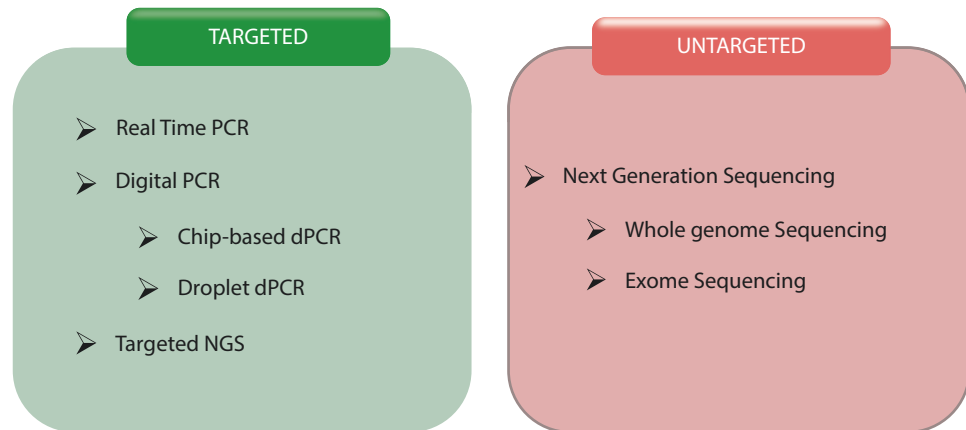 TARGETED
Real Time PCR
Digital PCR
Chip-based dPCR
Droplet dPCR
Targeted NGS
UNTARGETED
Next Generation Sequencing
Whole genome Sequencing
Exome Sequencing